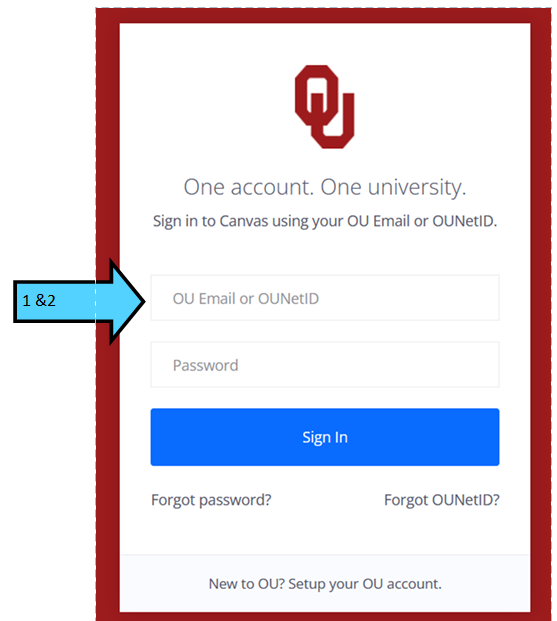 OU
One account. One university.
Sign in to Canvas using your OU Email or OUNetID.
1 &2
OU Email or OUNetID
Password
Sign In
Forgot password?
Forgot OUNetID?
New to OU? Setup your OU account.